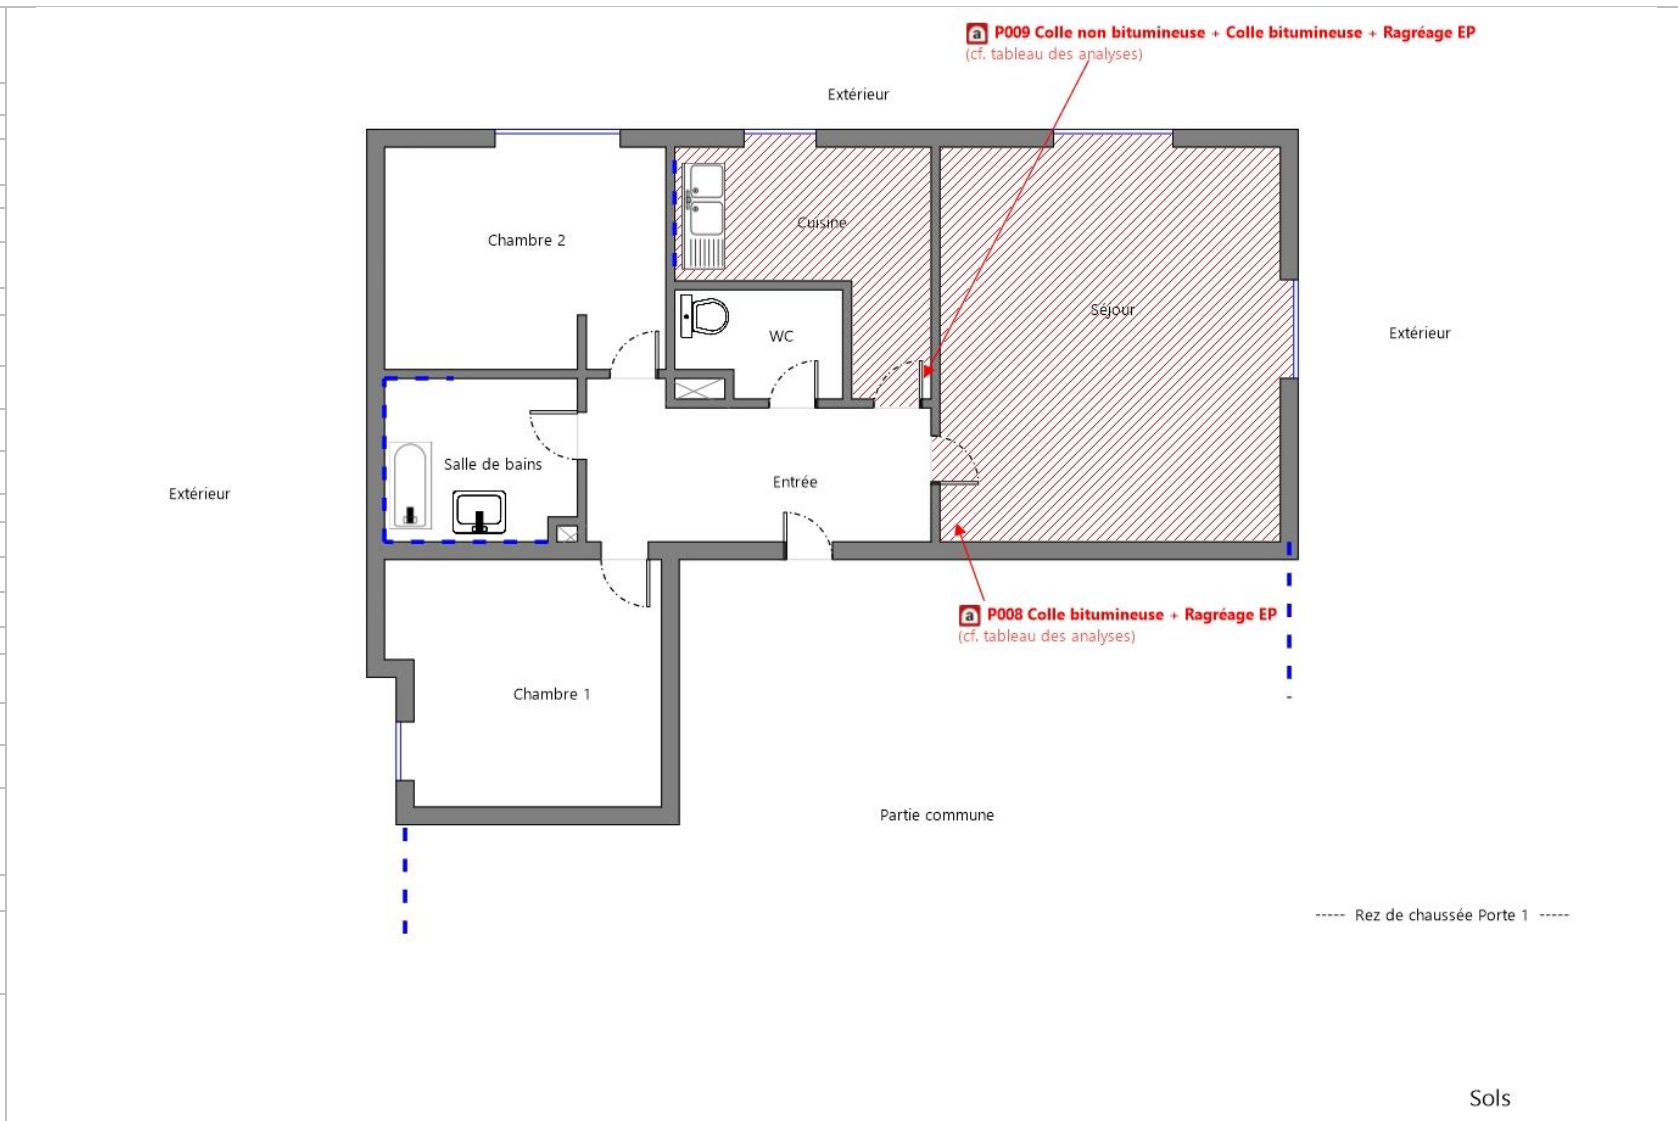 a P009 Colle non bitumineuse + Colle bitumineuse + Ragréage EP
(cf. tableau des analyses)
Extérieur
Chambre 2
Cuisine
Séjour
WC
Extérieur
Salle de bains
Entrée
Extérieur
a P008 Colle bitumineuse + Ragréage EP
(cf. tableau des analyses)
Chambre 1
Partie commune
----- Rez de chaussée Porte 1 -----
Sols